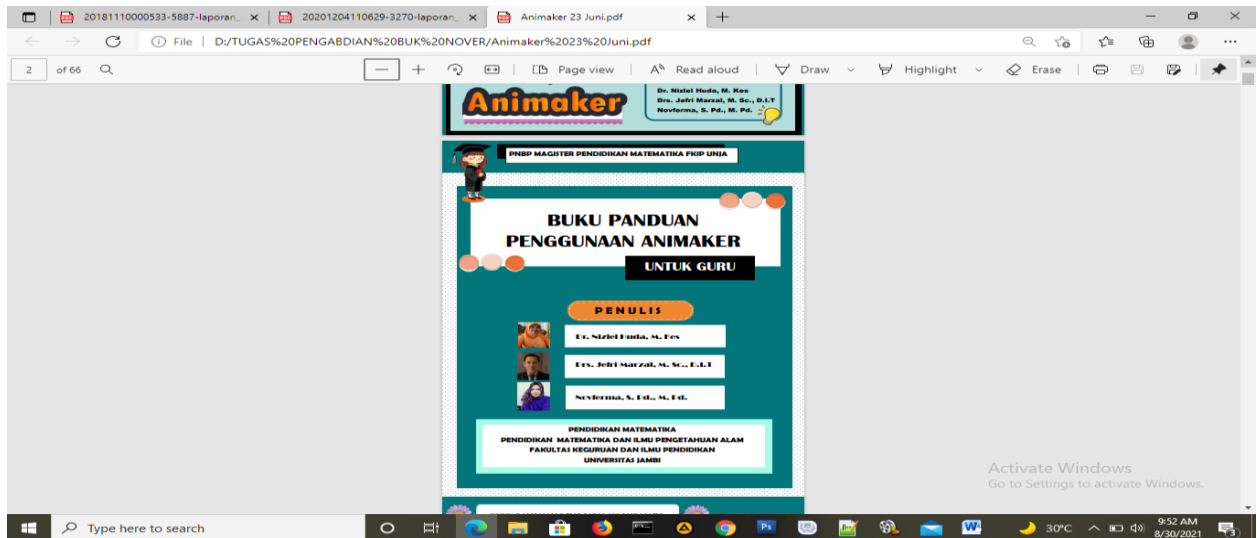 20181110000533-5887-laporan_
20201204110629-3270-laporan_
Animaker 23 Juni.pdf
File D:/TUGAS%20PENGABDIAN%20BUK%20NOVER/Animaker%2023%20Juni.pdf
2 of 66 Page view Read aloud Draw Highlight Erase
Animaker
Dr. Nizlel Huda, M. Kes
Drs. Jefri Marzal, M. Sc., D.I.T
Novferma, S. Pd., M. Pd.
PNBP MAGISTER PENDIDIKAN MATEMATIKA FKIP UNJA
BUKU PANDUAN
PENGGUNAAN ANIMAKER
UNTUK GURU
PENULIS
Dr. Nizlel Huda, M. Kes
Drs. Jefri Marzal, M. Sc., D.I.T
Novferma, S. Pd., M. Pd.
PENDIDIKAN MATEMATIKA
PENDIDIKAN MATEMATIKA DAN ILMU PENGETAHUAN ALAM
FAKULTAS KEGURUAN DAN ILMU PENDIDIKAN
UNIVERSITAS JAMBI
Activate Windows
Go to Settings to activate Windows.
Type here to search
Ps
W
30°C
9:52 AM
8/30/2021
3